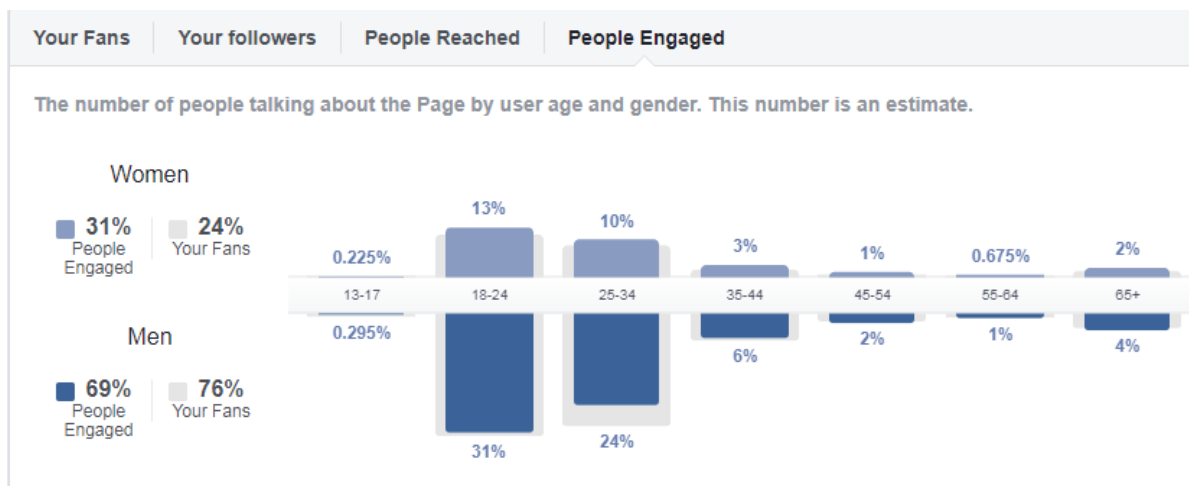 Your Fans Your followers People Reached People Engaged
The number of people talking about the Page by user age and gender. This number is an estimate.
Women
31% 24%
People Your Fans
Engaged
13% 10% 3% 1% 0.675% 2%
0.225%
13-17 18-24 25-34 35-44 45-54 55-64 65+
0.295% 31% 24% 6% 2% 1% 4%
Men
69% 76%
People Your Fans
Engaged